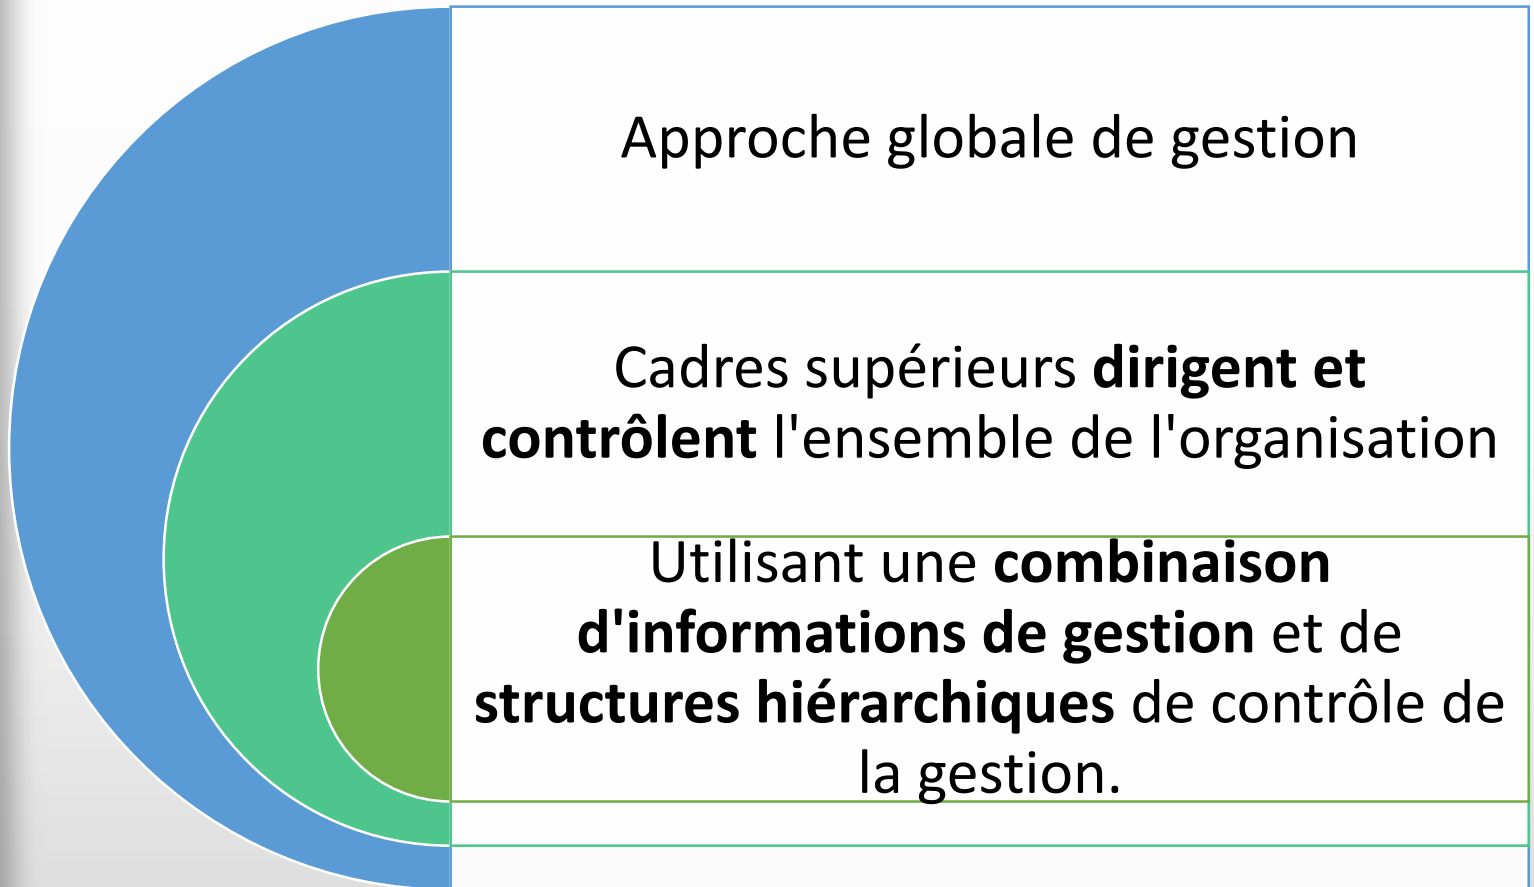 Approche globale de gestion
Cadres supérieurs dirigent et
contrôlent l'ensemble de l'organisation
Utilisant une combinaison
d'informations de gestion et de
structures hiérarchiques de contrôle de
la gestion.